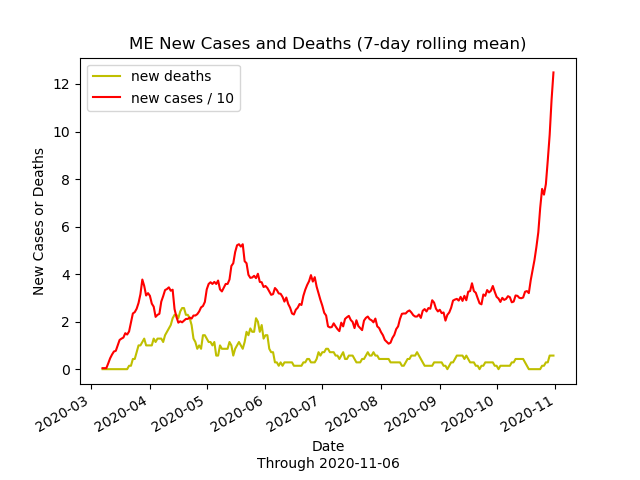 ME New Cases and Deaths (7-day rolling mean)
new deaths
new cases / 10
New Cases or Deaths
12
10
8
6
4
2
0
2020-03
2020-04
2020-05
2020-06
2020-07
2020-08
2020-09
2020-10
2020-11
Date
Through 2020-11-06